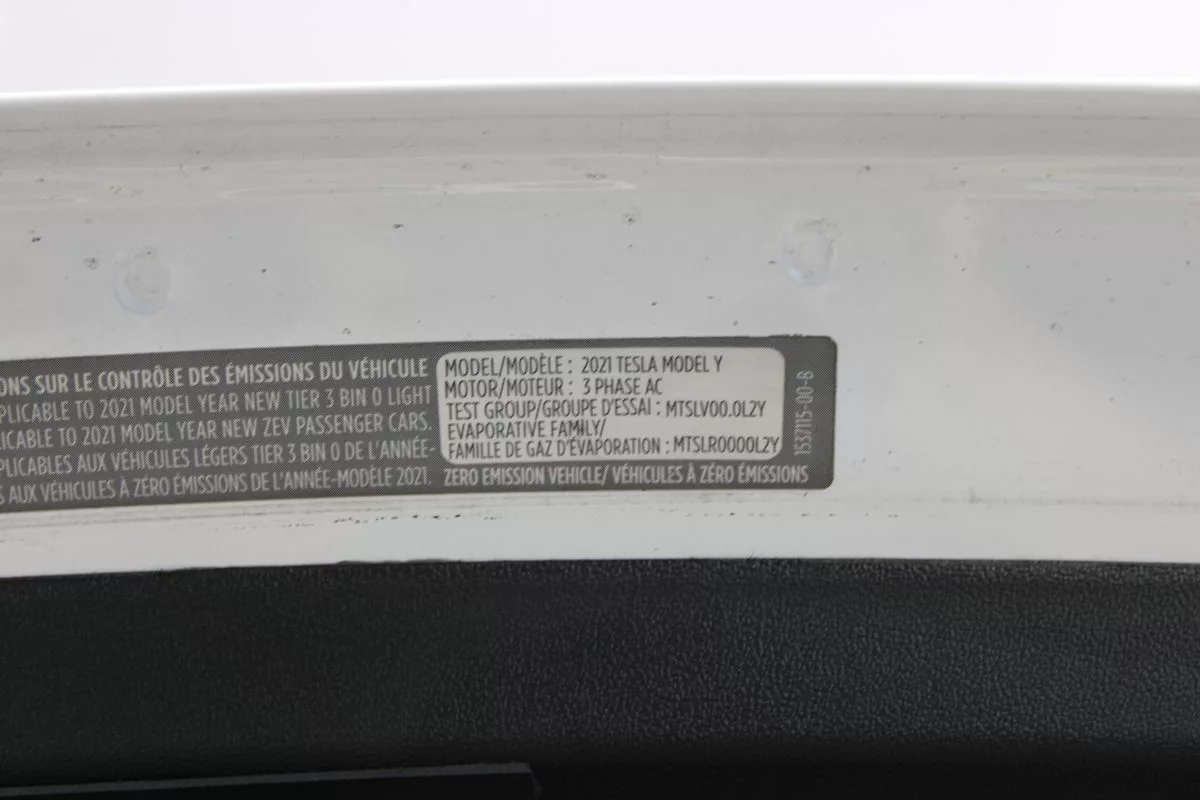 ONS SUR LE CONTRÔLE DES ÉMISSIONS DU VÉHICULE
PLICABLE TO 2021 MODEL YEAR NEW TIER 3 BIN 0 LIGHT
ICABLE TO 2021 MODEL YEAR NEW ZEV PASSENGER CARS.
PLICABLES AUX VÉHICULES LÉGERS TIER 3 BIN 0 DE L'ANNÉE-
S AUX VÉHICULES À ZÉRO ÉMISSIONS DE L'ANNÉE-MODÈLE 2021.
MODEL/MODÈLE : 2021 TESLA MODEL Y
MOTOR/MOTEUR : 3 PHASE AC
TEST GROUP/GROUPE D'ESSAI : MTSLV00.0L2Y
EVAPORATIVE FAMILY/
FAMILLE DE GAZ D'ÉVAPORATION : MTSLR0000L2Y
ZERO EMISSION VEHICLE/ VÉHICULES À ZÉRO ÉMISSIONS
1537115-00-B